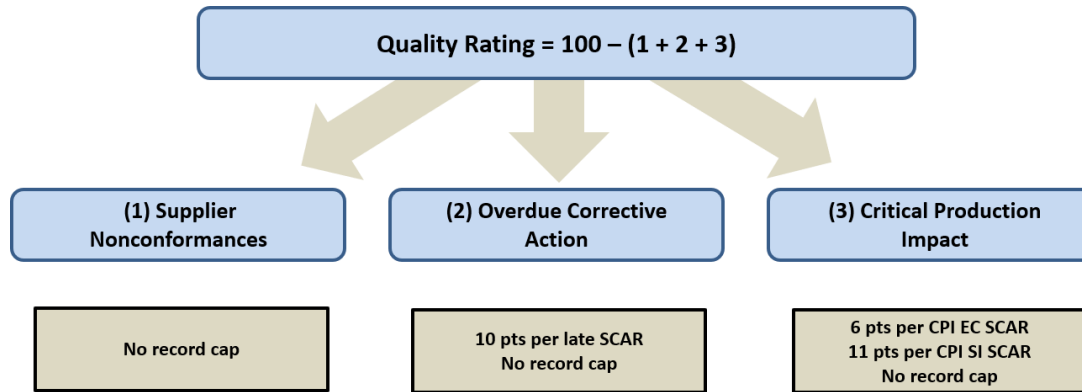 Quality Rating = 100 – (1 + 2 + 3)
(1) Supplier
Nonconformances
(2) Overdue Corrective
Action
(3) Critical Production
Impact
No record cap
10 pts per late SCAR
No record cap
6 pts per CPI EC SCAR
11 pts per CPI SI SCAR
No record cap